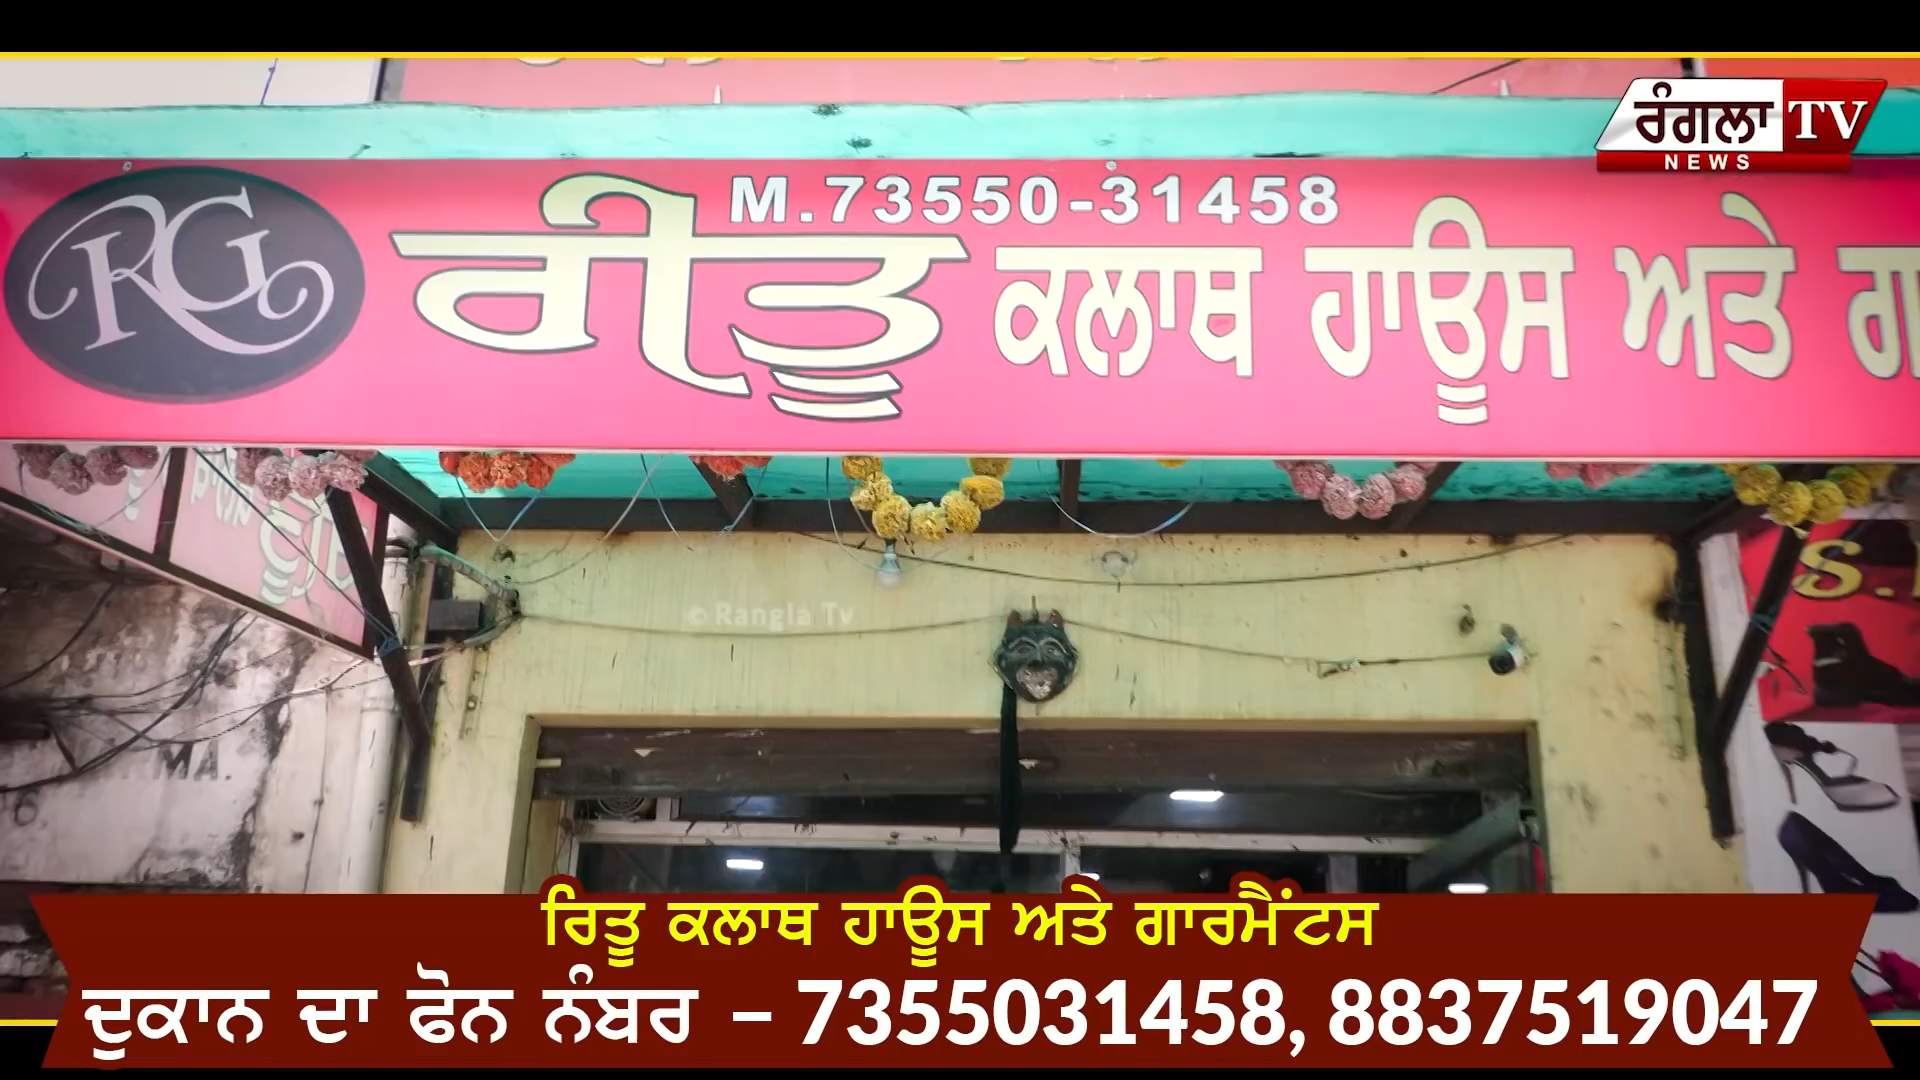 ਰੰਗਲਾ TV
NEWS
RG
M.73550-31458
ਰੀਤੂ ਕਲਾਥ ਹਾਊਸ ਅਤੇ ਗਾ
S.
© Rangla Tv
MA.
ਰਿਤੂ ਕਲਾਥ ਹਾਊਸ ਅਤੇ ਗਾਰਮੈਂਟਸ
ਦੁਕਾਨ ਦਾ ਫੋਨ ਨੰਬਰ – 7355031458, 8837519047